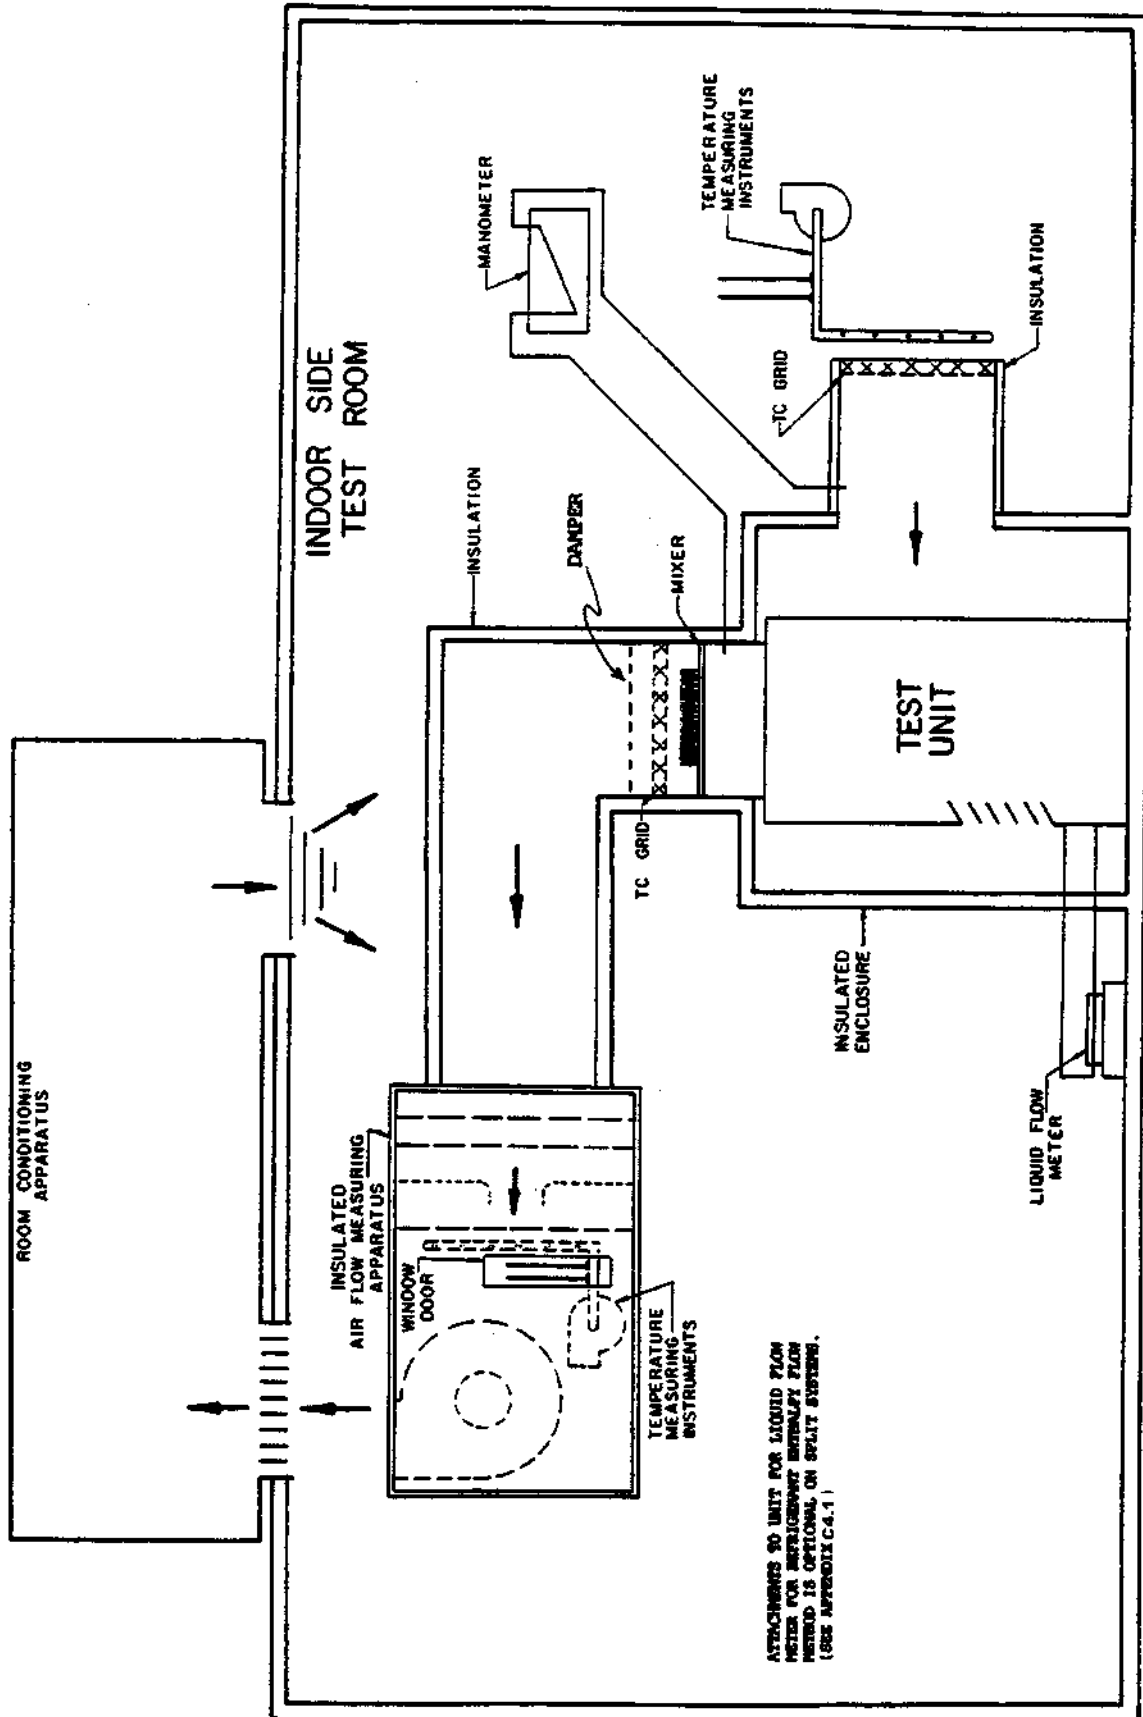 ROOM CONDITIONING
APPARATUS
INDOOR SIDE
TEST ROOM
INSULATED
AIR FLOW MEASURING
APPARATUS
WINDOW
DOOR
TEMPERATURE
MEASURING
INSTRUMENTS
INSULATION
DAMPER
MIXER
TC GRID
MANOMETER
TEMPERATURE
MEASURING
INSTRUMENTS
TC GRID
INSULATION
TEST
UNIT
INSULATED
ENCLOSURE
LIQUID FLOW
METER
ATTACHMENTS TO UNIT FOR LIQUID FLOW
METER FOR REFRIGERANT ENTHALPY FLOW
METHOD IS OPTIONAL ON SPLIT SYSTEMS.
(SEE APPENDIX C4.1)